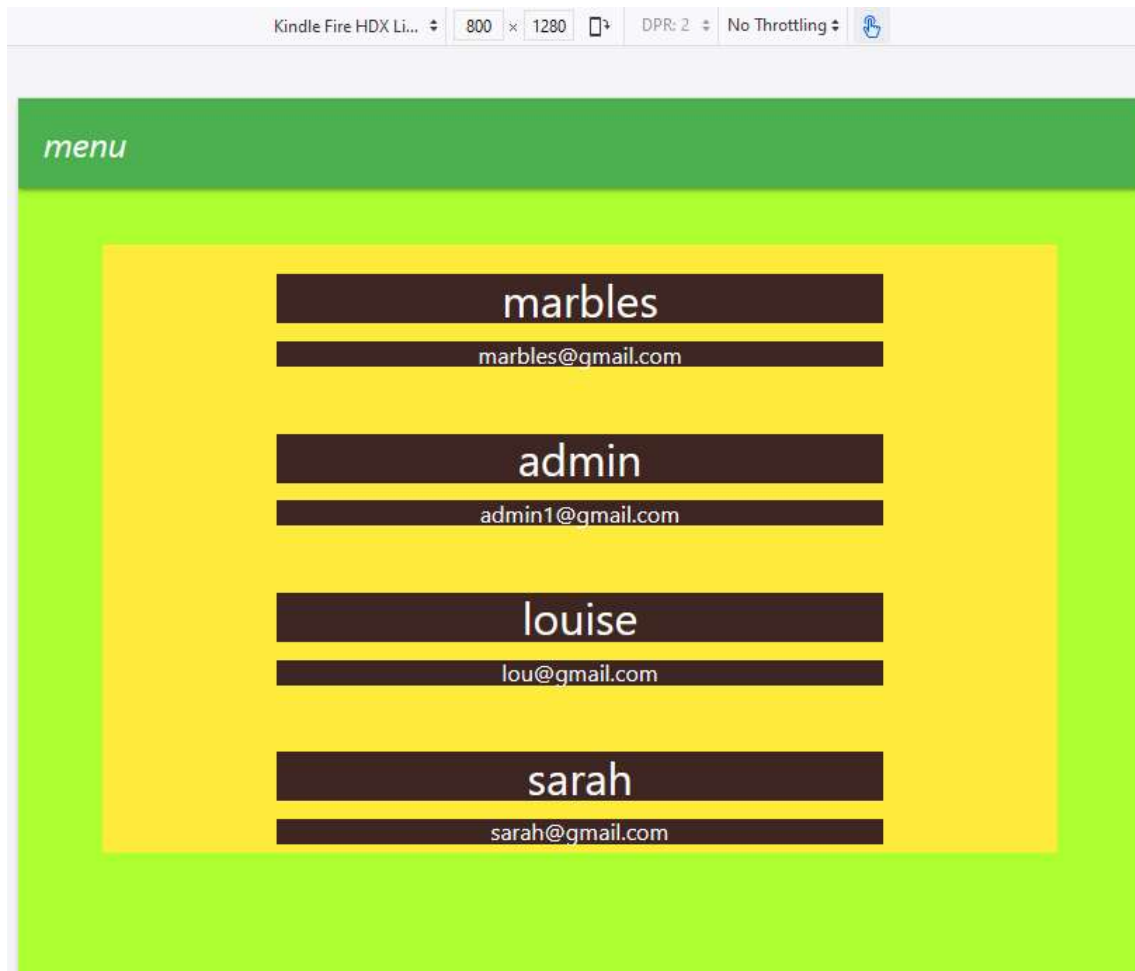 Kindle Fire HDX Li... 800 × 1280 DPR: 2 No Throttling
menu
marbles
marbles@gmail.com
admin
admin1@gmail.com
louise
lou@gmail.com
sarah
sarah@gmail.com